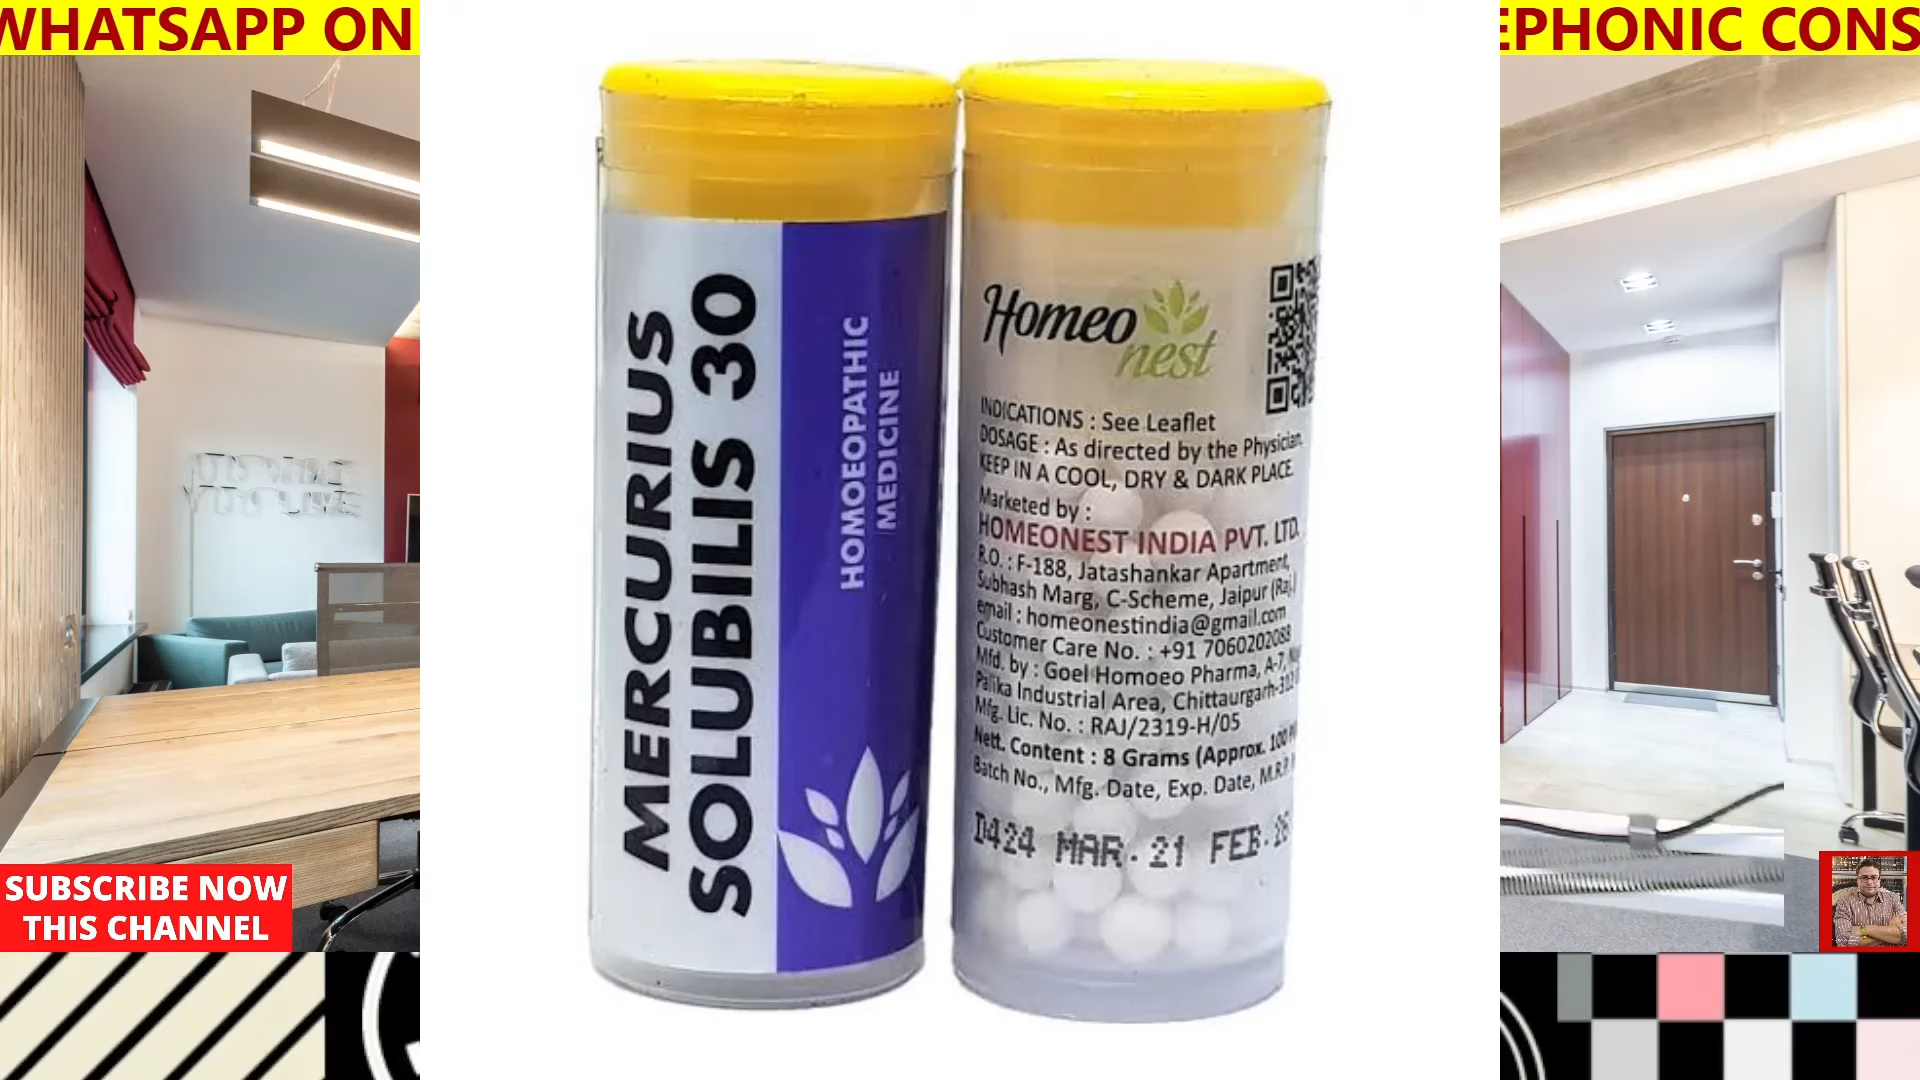 WHATSAPP ON
EPHONIC CONS
MERCURIUS
SOLUBILIS 30
HOMOEOPATHIC
MEDICINE
Homeo
nest
INDICATIONS : See Leaflet
DOSAGE : As directed by the Physician.
KEEP IN A COOL, DRY & DARK PLACE.
Marketed by :
HOMEONEST INDIA PVT. LTD.
R.O. : F-188, Jatashankar Apartment,
Subhash Marg, C-Scheme, Jaipur (Raj.)
email : homeonestindia@gmail.com
Customer Care No. : +91 7060202088
Mfd. by : Goel Homoeo Pharma, A-7,
Palika Industrial Area, Chittaurgarh-
Mfg. Lic. No. : RAJ/2319-H/05
Nett. Content : 8 Grams (Approx. 100
Batch No., Mfg. Date, Exp. Date, M.R.P.
D424 MAR. 21 FEB.
SUBSCRIBE NOW
THIS CHANNEL